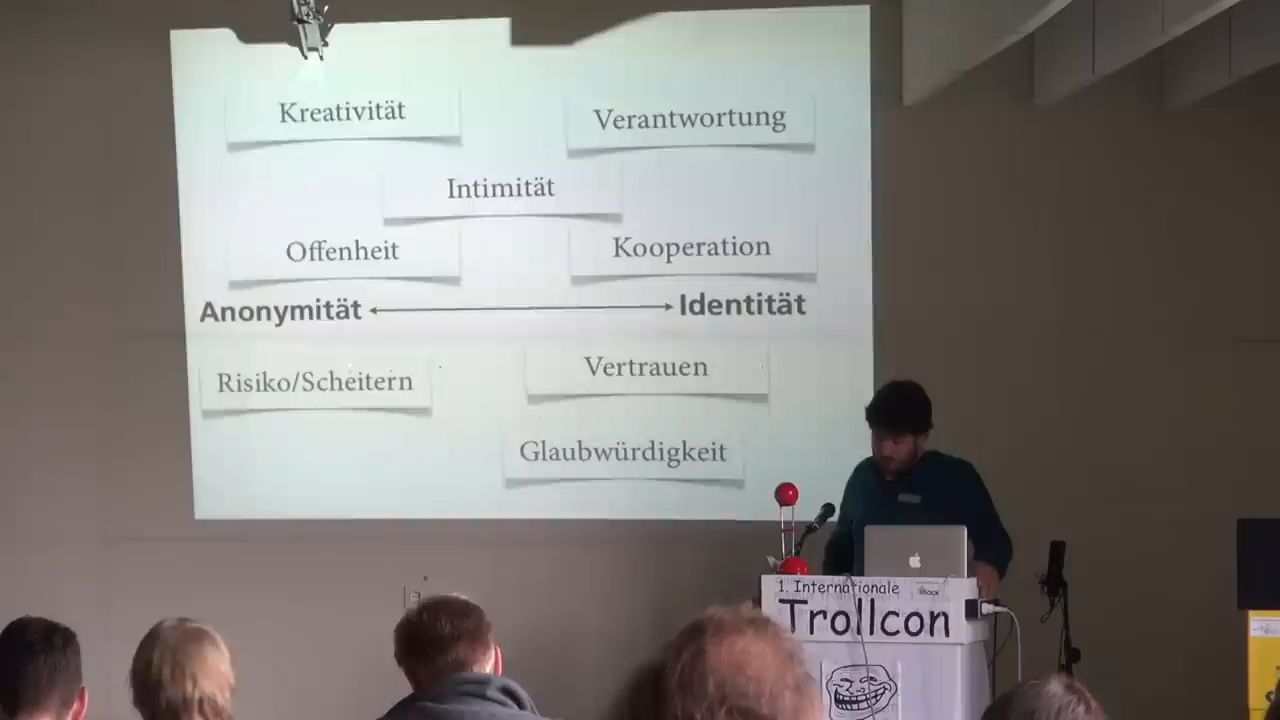 Kreativität
Verantwortung
Intimität
Offenheit
Kooperation
Anonymität
Identität
Risiko/Scheitern
Vertrauen
Glaubwürdigkeit
1. Internationale
Trollcon